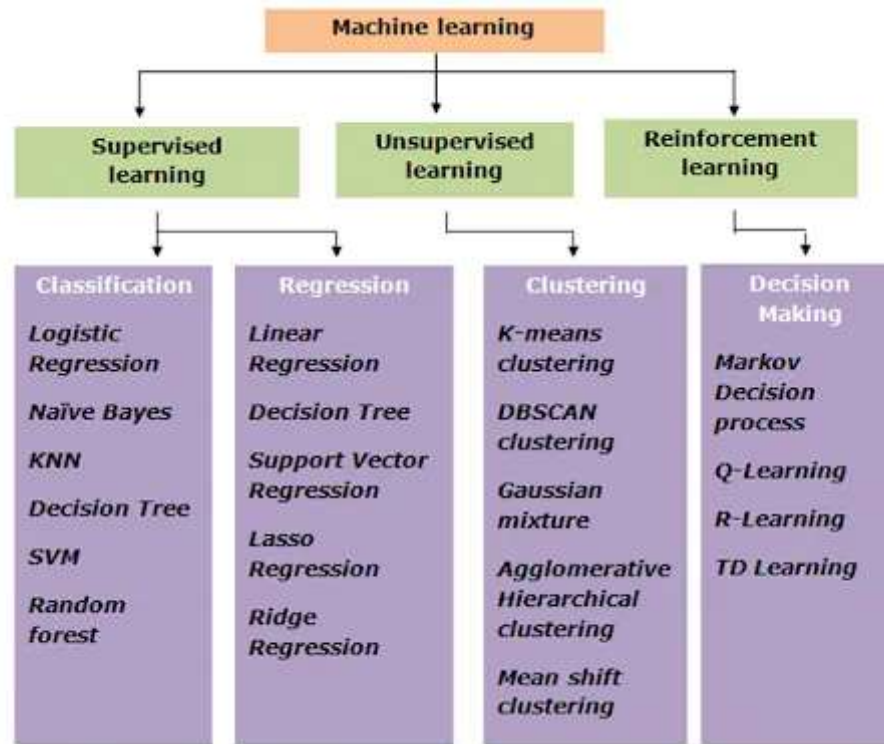 Machine learning
Supervised
learning
Unsupervised
learning
Reinforcement
learning
Classification
Logistic
Regression
Naïve Bayes
KNN
Decision Tree
SVM
Random
forest
Regression
Linear
Regression
Decision Tree
Support Vector
Regression
Lasso
Regression
Ridge
Regression
Clustering
K-means
clustering
DBSCAN
clustering
Gaussian
mixture
Agglomerative
Hierarchical
clustering
Mean shift
clustering
Decision
Making
Markov
Decision
process
Q-Learning
R-Learning
TD Learning